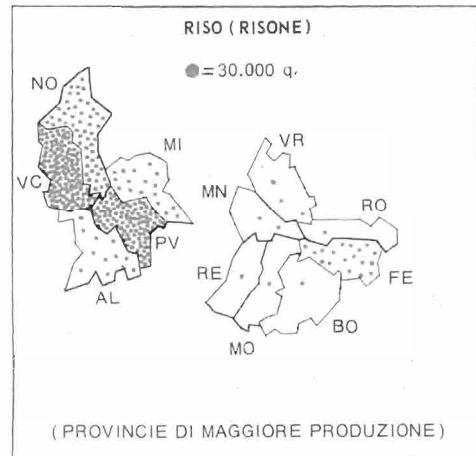 RISO (RISONE)
●=30.000 q.
NO
MI
VR
VC
MN
RO
PV
RE
FE
AL
BO
MO
(PROVINCIE DI MAGGIORE PRODUZIONE)